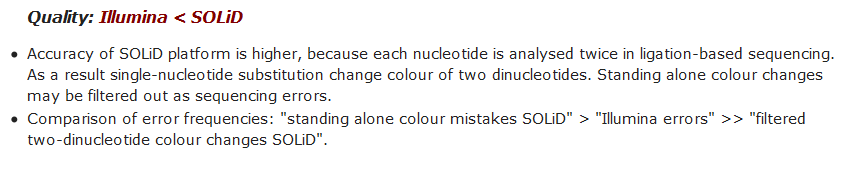 Quality: Illumina < SOLiD
• Accuracy of SOLiD platform is higher, because each nucleotide is analysed twice in ligation-based sequencing.
As a result single-nucleotide substitution change colour of two dinucleotides. Standing alone colour changes
may be filtered out as sequencing errors.
• Comparison of error frequencies: "standing alone colour mistakes SOLiD" > "Illumina errors" >> "filtered
two-dinucleotide colour changes SOLiD".